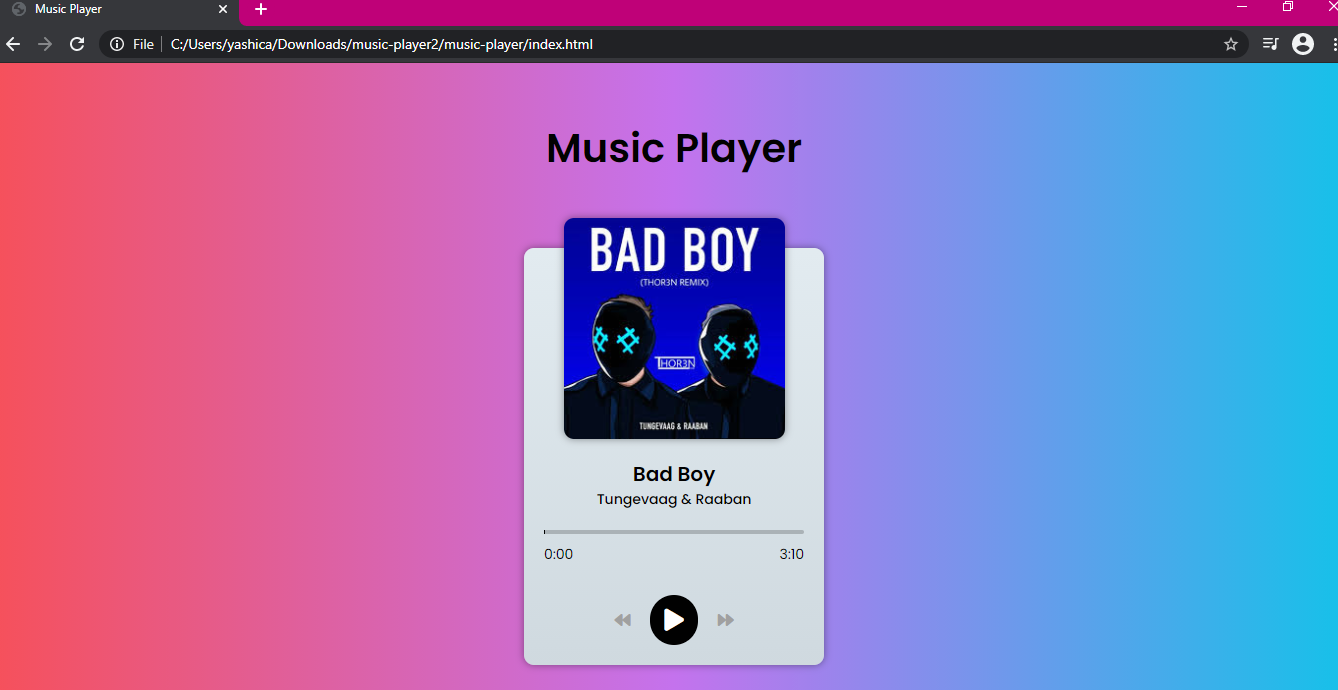 Music Player
File
C:/Users/yashica/Downloads/music-player2/music-player/index.html
Music Player
BAD BOY
(THOR3N REMIX)
THOR3N
TUNGEVAAG & RAABAN
Bad Boy
Tungevaag & Raaban
0:00
3:10